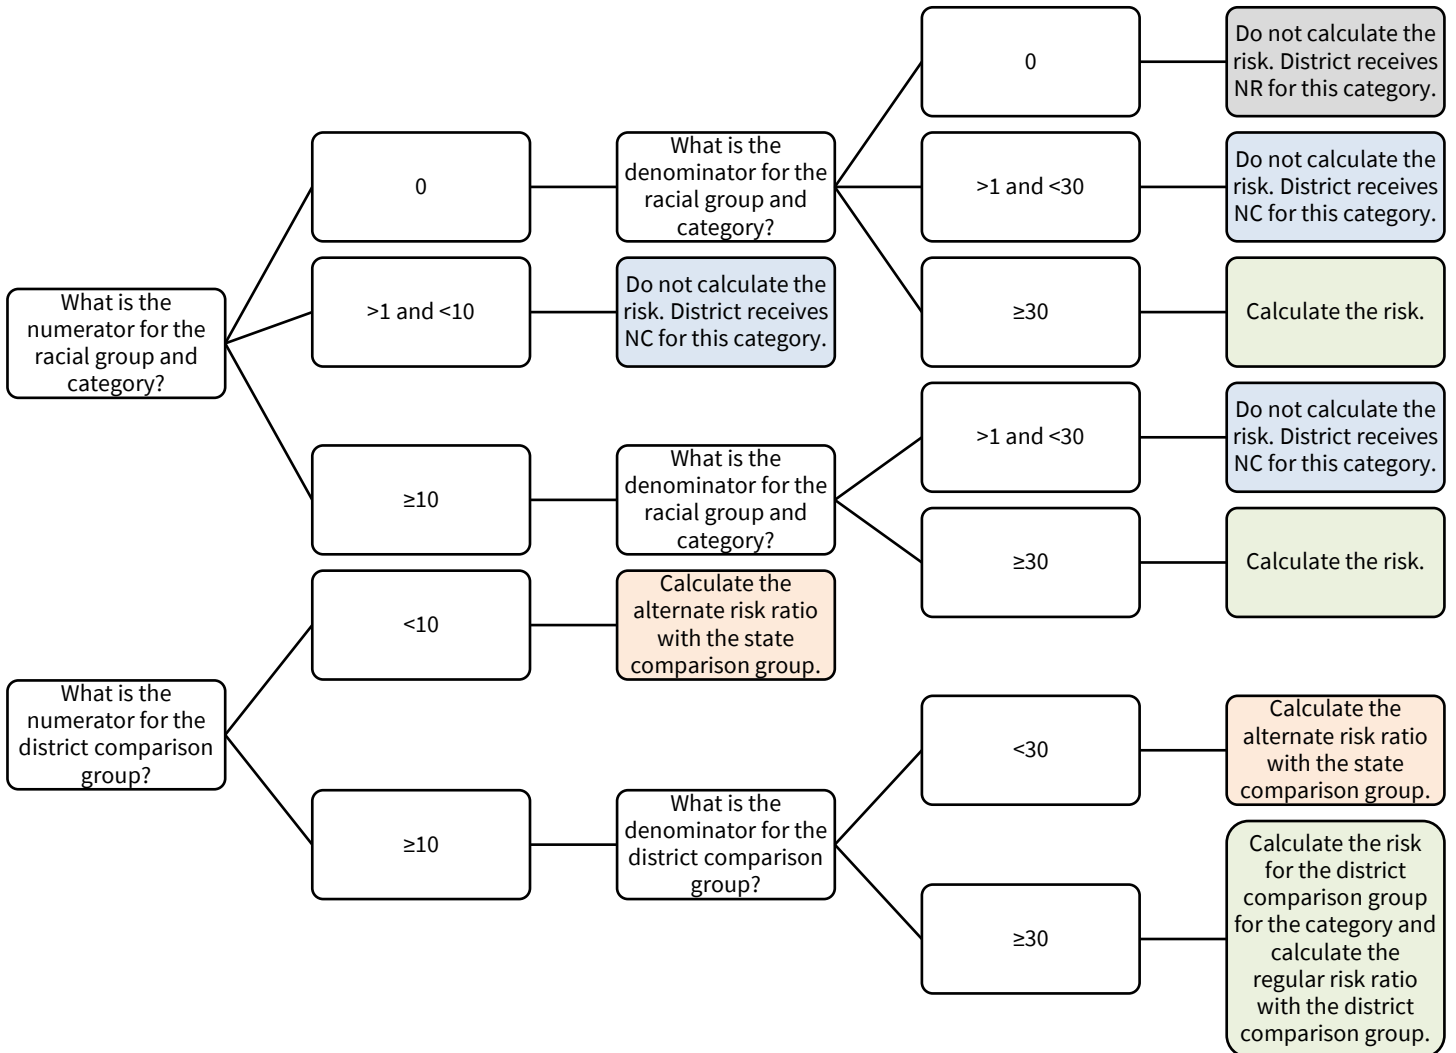 What is the
numerator for the
racial group and
category?
0
What is the
denominator for the
racial group and
category?
0
Do not calculate the
risk. District receives
NR for this category.
>1 and <30
Do not calculate the
risk. District receives
NC for this category.
≥30
Calculate the risk.
>1 and <10
Do not calculate the
risk. District receives
NC for this category.
≥10
What is the
denominator for the
racial group and
category?
>1 and <30
Do not calculate the
risk. District receives
NC for this category.
≥30
Calculate the risk.
What is the
numerator for the
district comparison
group?
<10
Calculate the
alternate risk ratio
with the state
comparison group.
≥10
What is the
denominator for the
district comparison
group?
<30
Calculate the
alternate risk ratio
with the state
comparison group.
≥30
Calculate the risk
for the district
comparison group
for the category and
calculate the
regular risk ratio
with the district
comparison group.